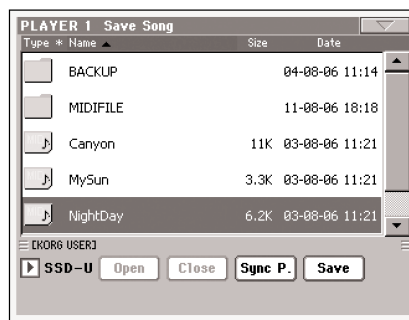 PLAYER 1 Save Song
Type * Name Size Date
BACKUP 04-08-06 11:14
MIDIFILE 11-08-06 18:18
Canyon 11K 03-08-06 11:21
MySun 3.3K 03-08-06 11:21
NightDay 6.2K 03-08-06 11:21
[KORG USER]
SSD-U Open Close Sync P. Save